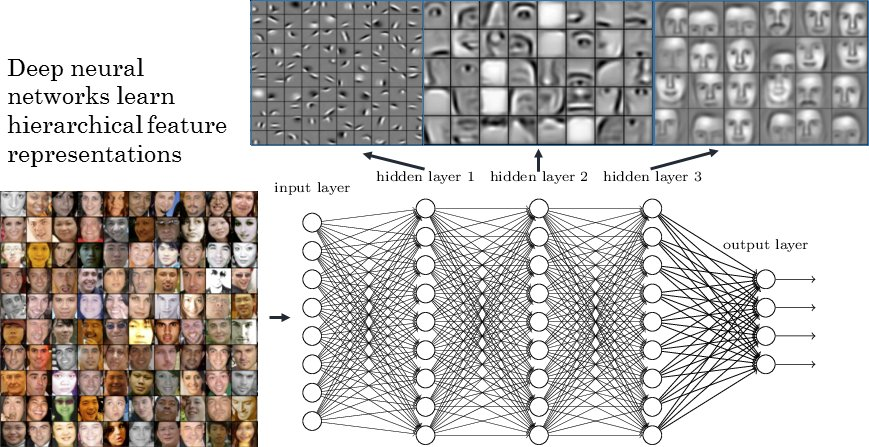 Deep neural
networks learn
hierarchical feature
representations
hidden layer 1 hidden layer 2 hidden layer 3
input layer
output layer